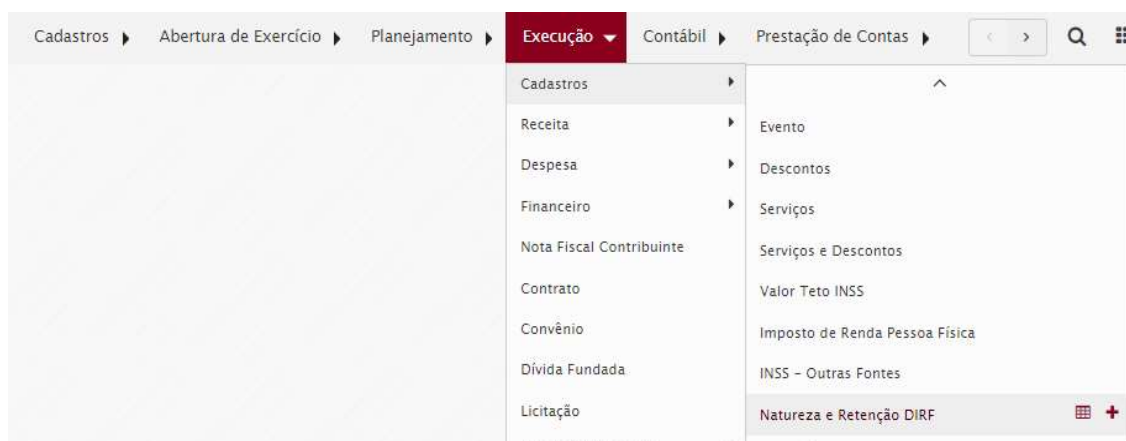 Cadastros Abertura de Exercício Planejamento Execução Contábil Prestação de Contas
Cadastros
Receita
Despesa
Financeiro
Nota Fiscal Contribuinte
Contrato
Convênio
Dívida Fundada
Licitação
Evento
Descontos
Serviços
Serviços e Descontos
Valor Teto INSS
Imposto de Renda Pessoa Física
INSS - Outras Fontes
Natureza e Retenção DIRF